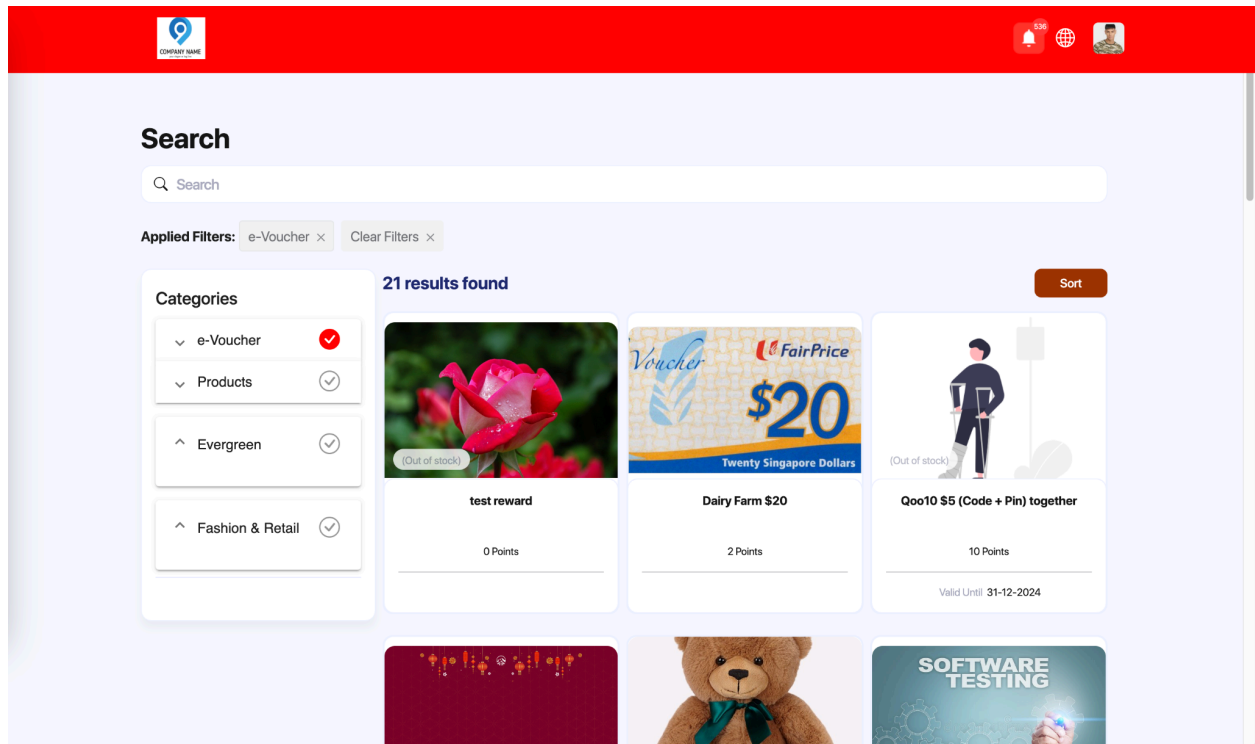 COMPANY NAME
536
Search
Search
Applied Filters: e-Voucher × Clear Filters ×
Categories
e-Voucher
Products
Evergreen
Fashion & Retail
21 results found
Sort
(Out of stock)
test reward
0 Points
Voucher
FairPrice
$20
Twenty Singapore Dollars
Dairy Farm $20
2 Points
(Out of stock)
Qoo10 $5 (Code + Pin) together
10 Points
Valid Until 31-12-2024
SOFTWARE
TESTING